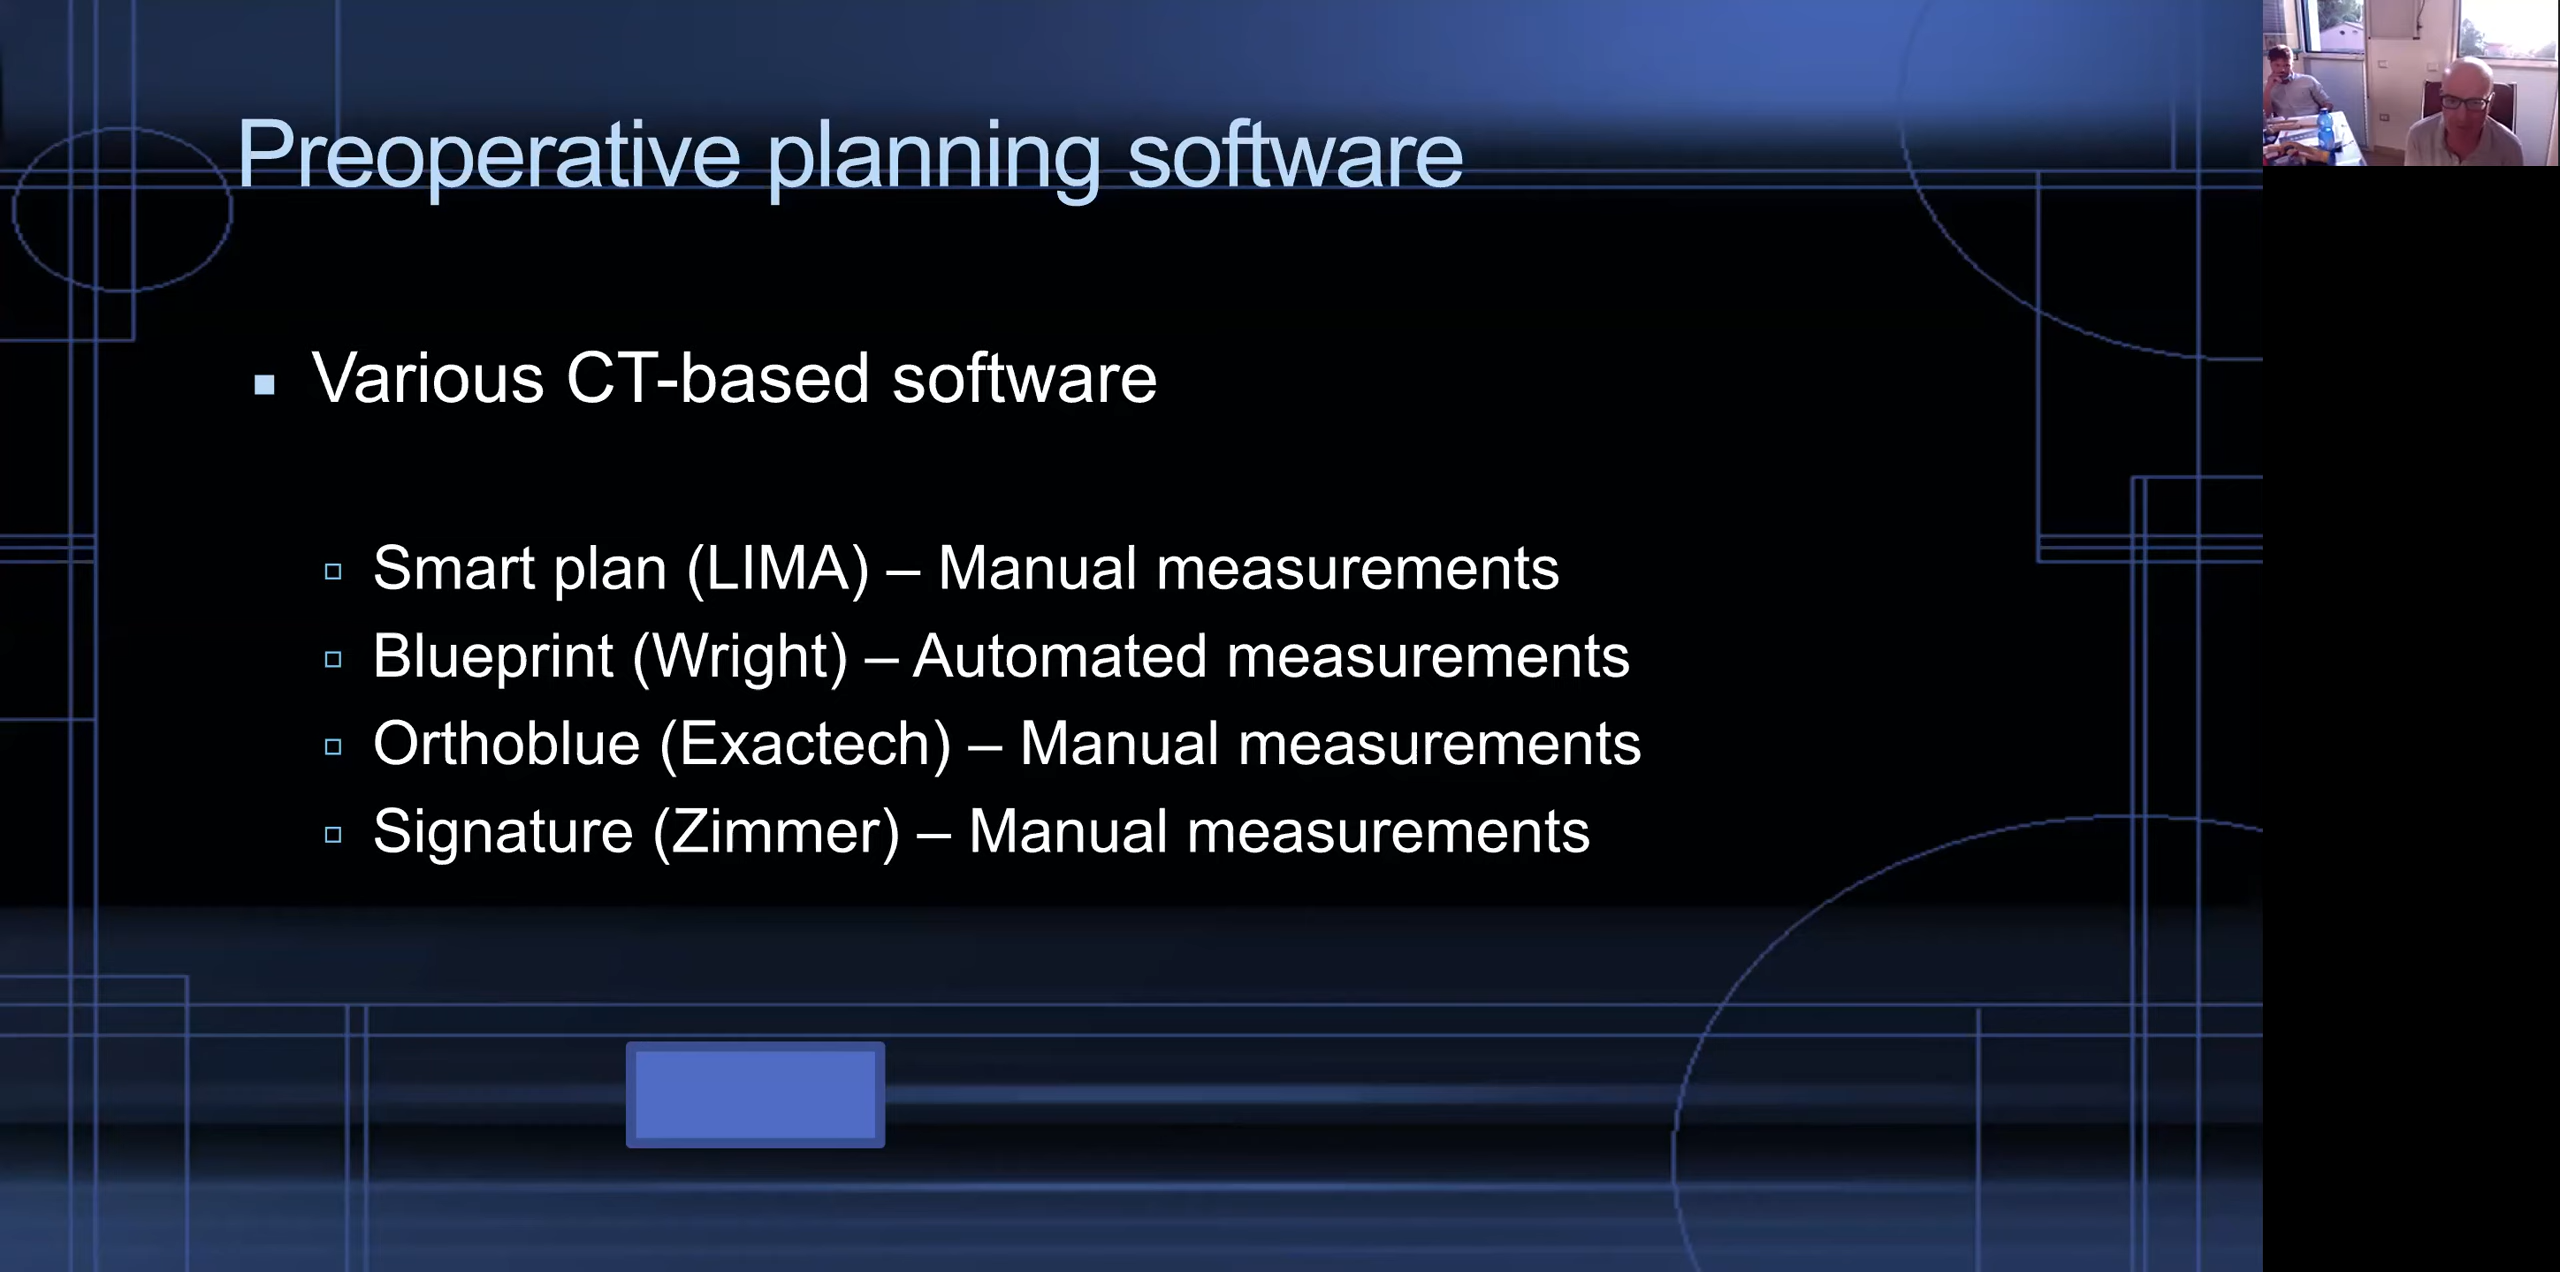 Preoperative planning software
Various CT-based software
Smart plan (LIMA) – Manual measurements
Blueprint (Wright) – Automated measurements
Orthoblue (Exactech) – Manual measurements
Signature (Zimmer) – Manual measurements